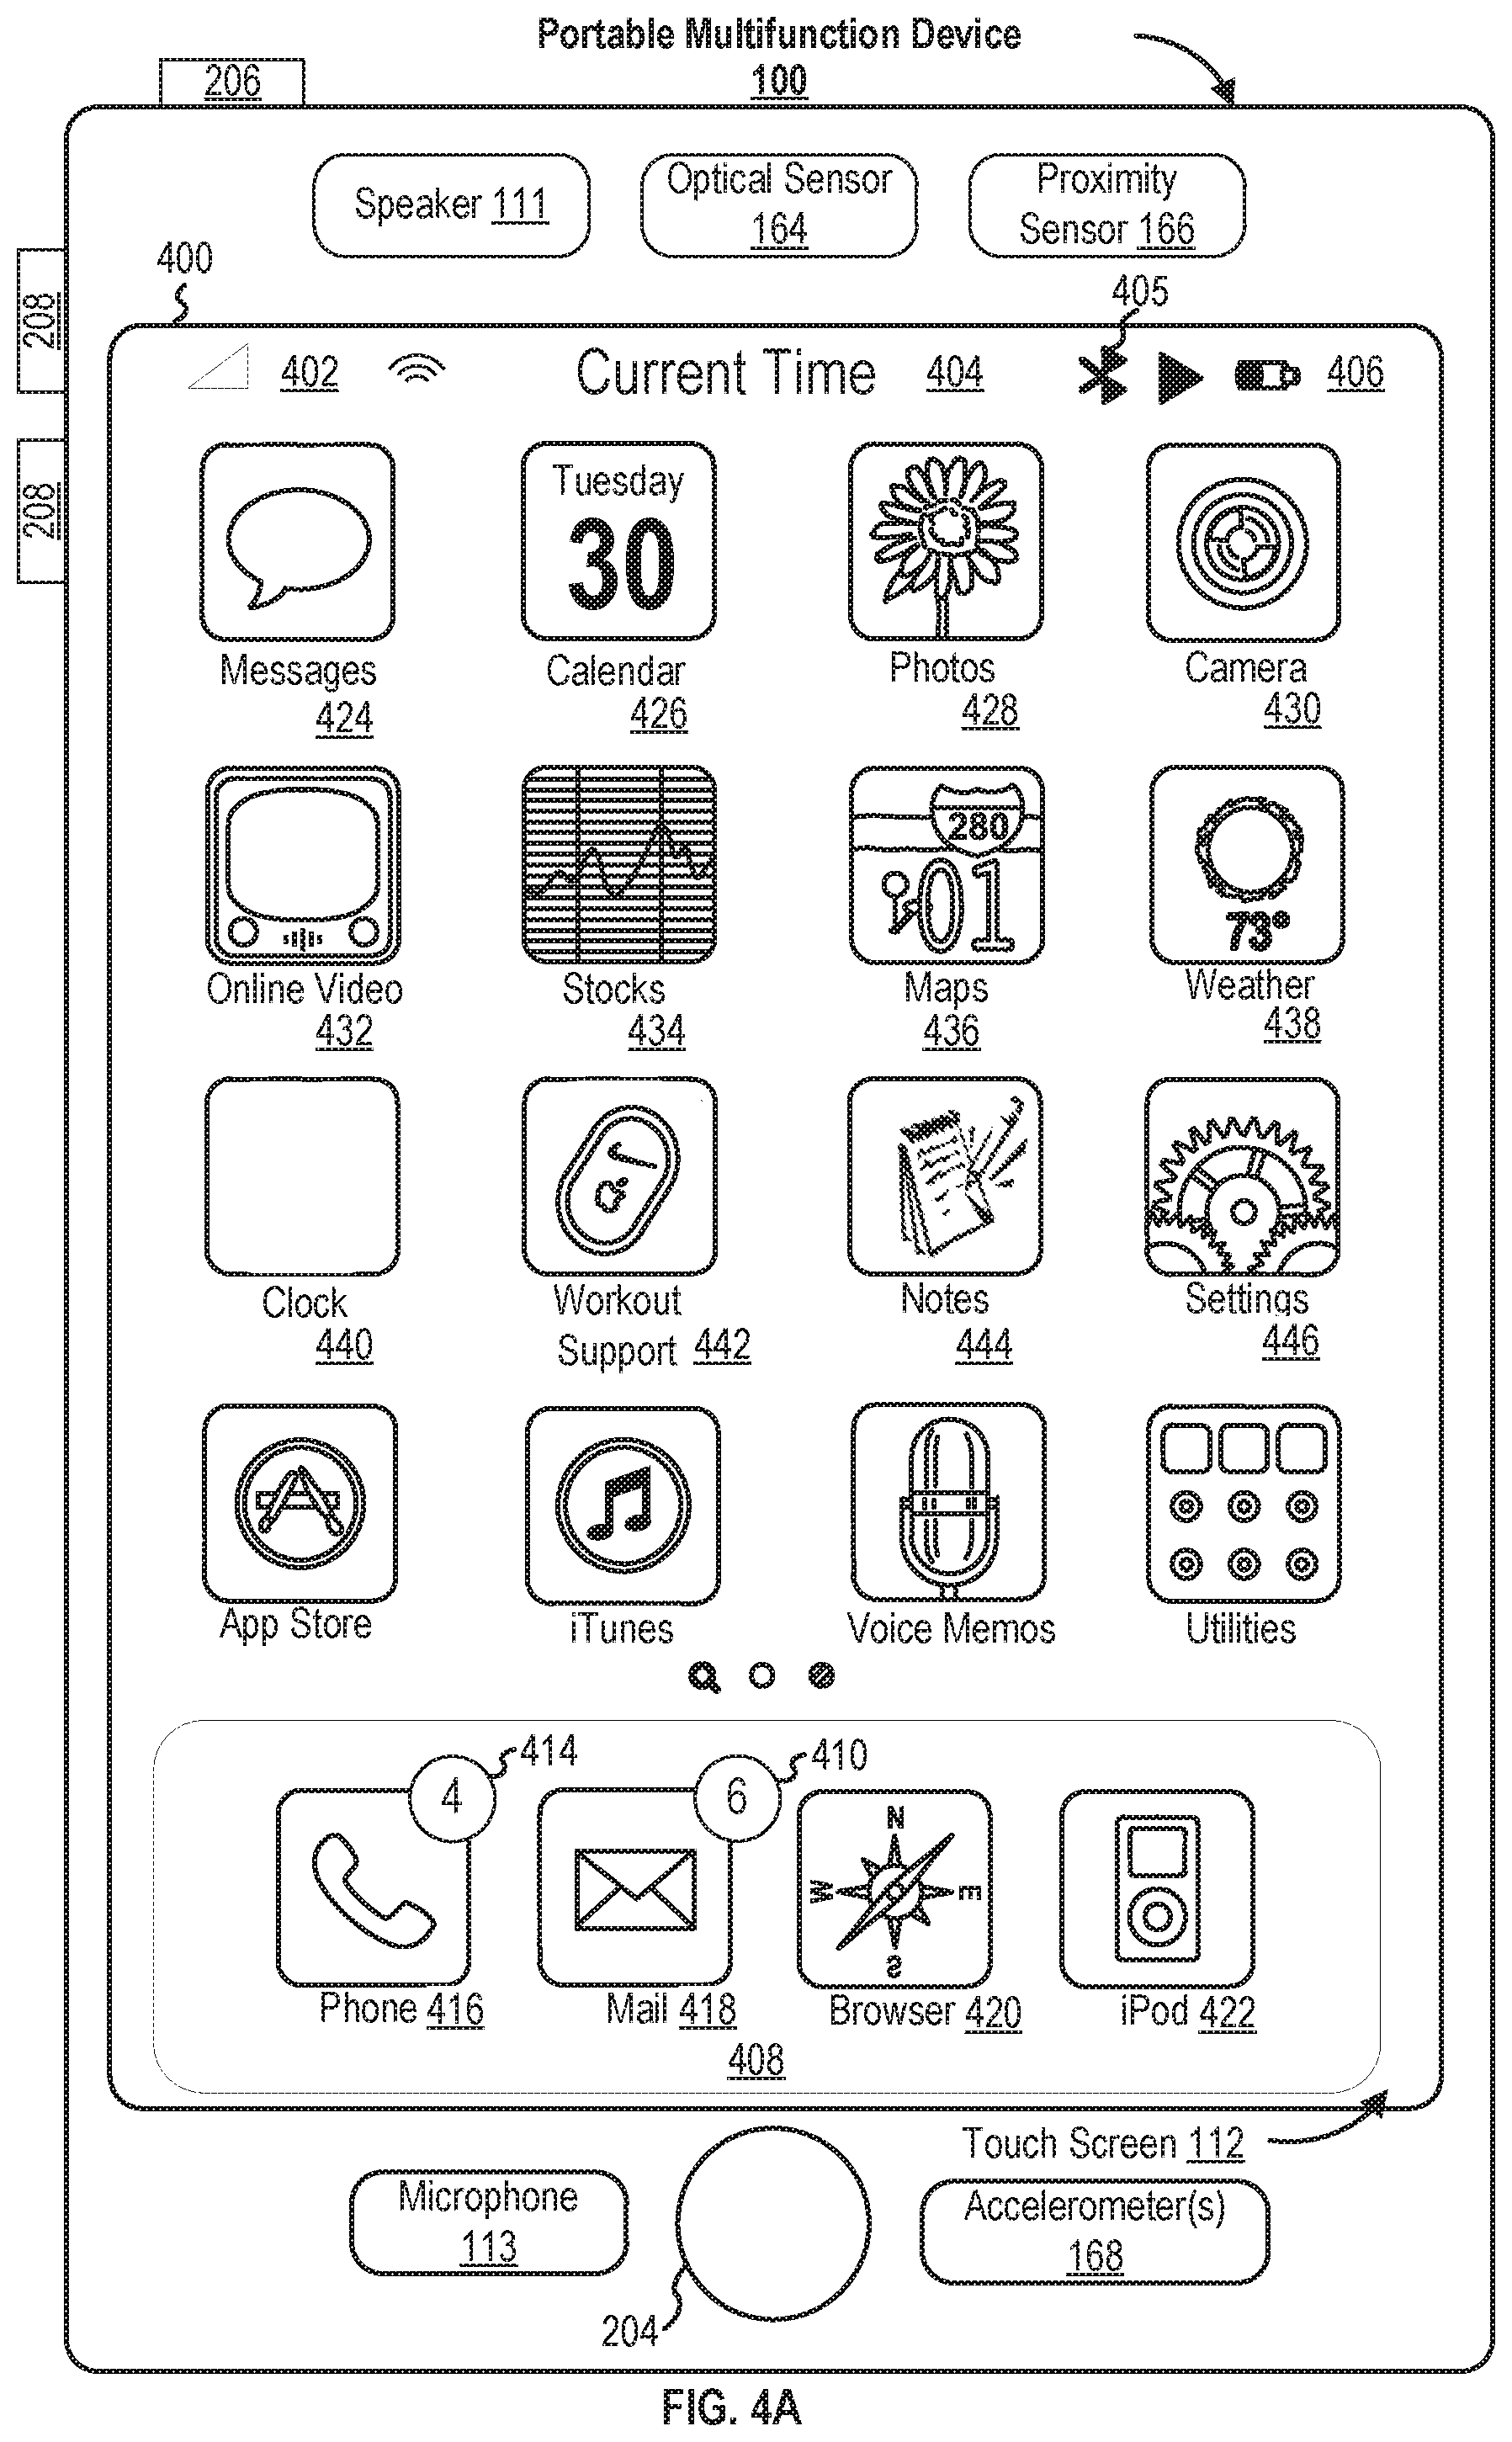 Portable Multifunction Device
100
206
Speaker 111
Optical Sensor
164
Proximity
Sensor 166
208
208
400
405
402
Current Time 404
406
Tuesday
30
Messages
424
Calendar
426
Photos
428
Camera
430
280
01
73°
Online Video
432
Stocks
434
Maps
436
Weather
438
Clock
440
Workout
Support 442
Notes
444
Settings
446
App Store
iTunes
Voice Memos
Utilities
4
414
6
410
N
W
E
S
Phone 416
Mail 418
Browser 420
iPod 422
408
Touch Screen 112
Microphone
113
204
Accelerometer(s)
168
FIG. 4A